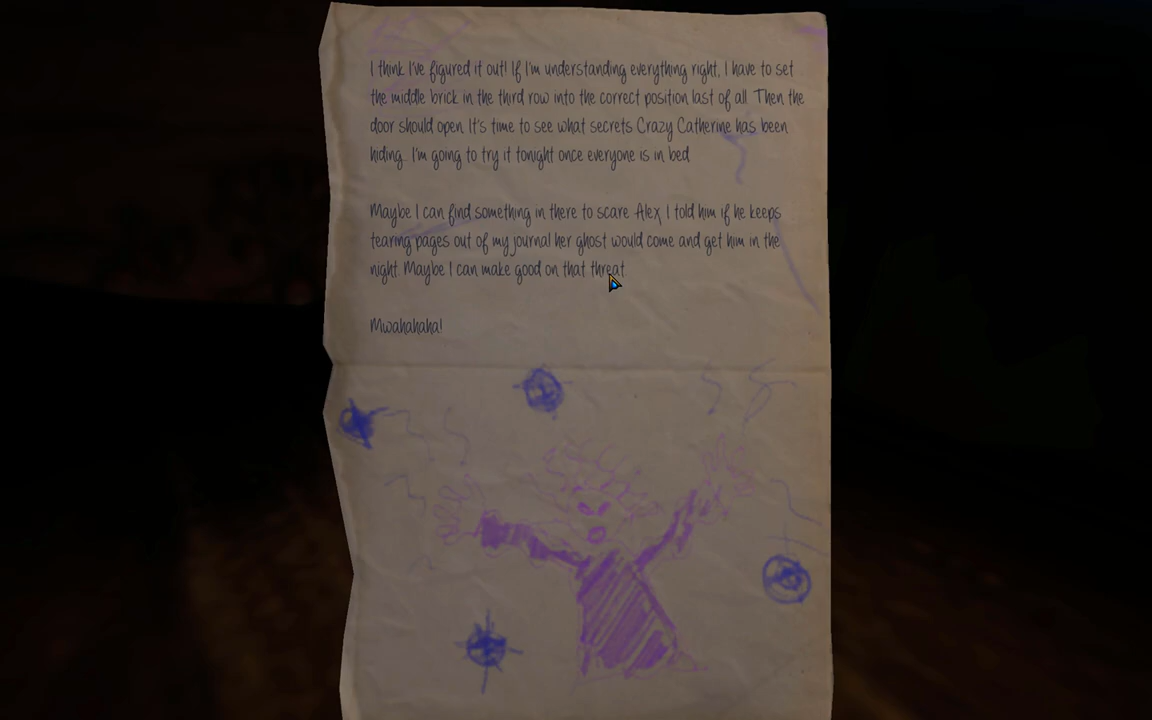 I think I've figured it out! If I'm understanding everything right, I have to set
the middle brick in the third row into the correct position last of all. Then the
door should open. It's time to see what secrets Crazy Catherine has been
hiding... I'm going to try it tonight once everyone is in bed.
Maybe I can find something in there to scare Alex, I told him if he keeps
tearing pages out of my journal her ghost would come and get him in the
night. Maybe I can make good on that threat.
Mwahahaha!